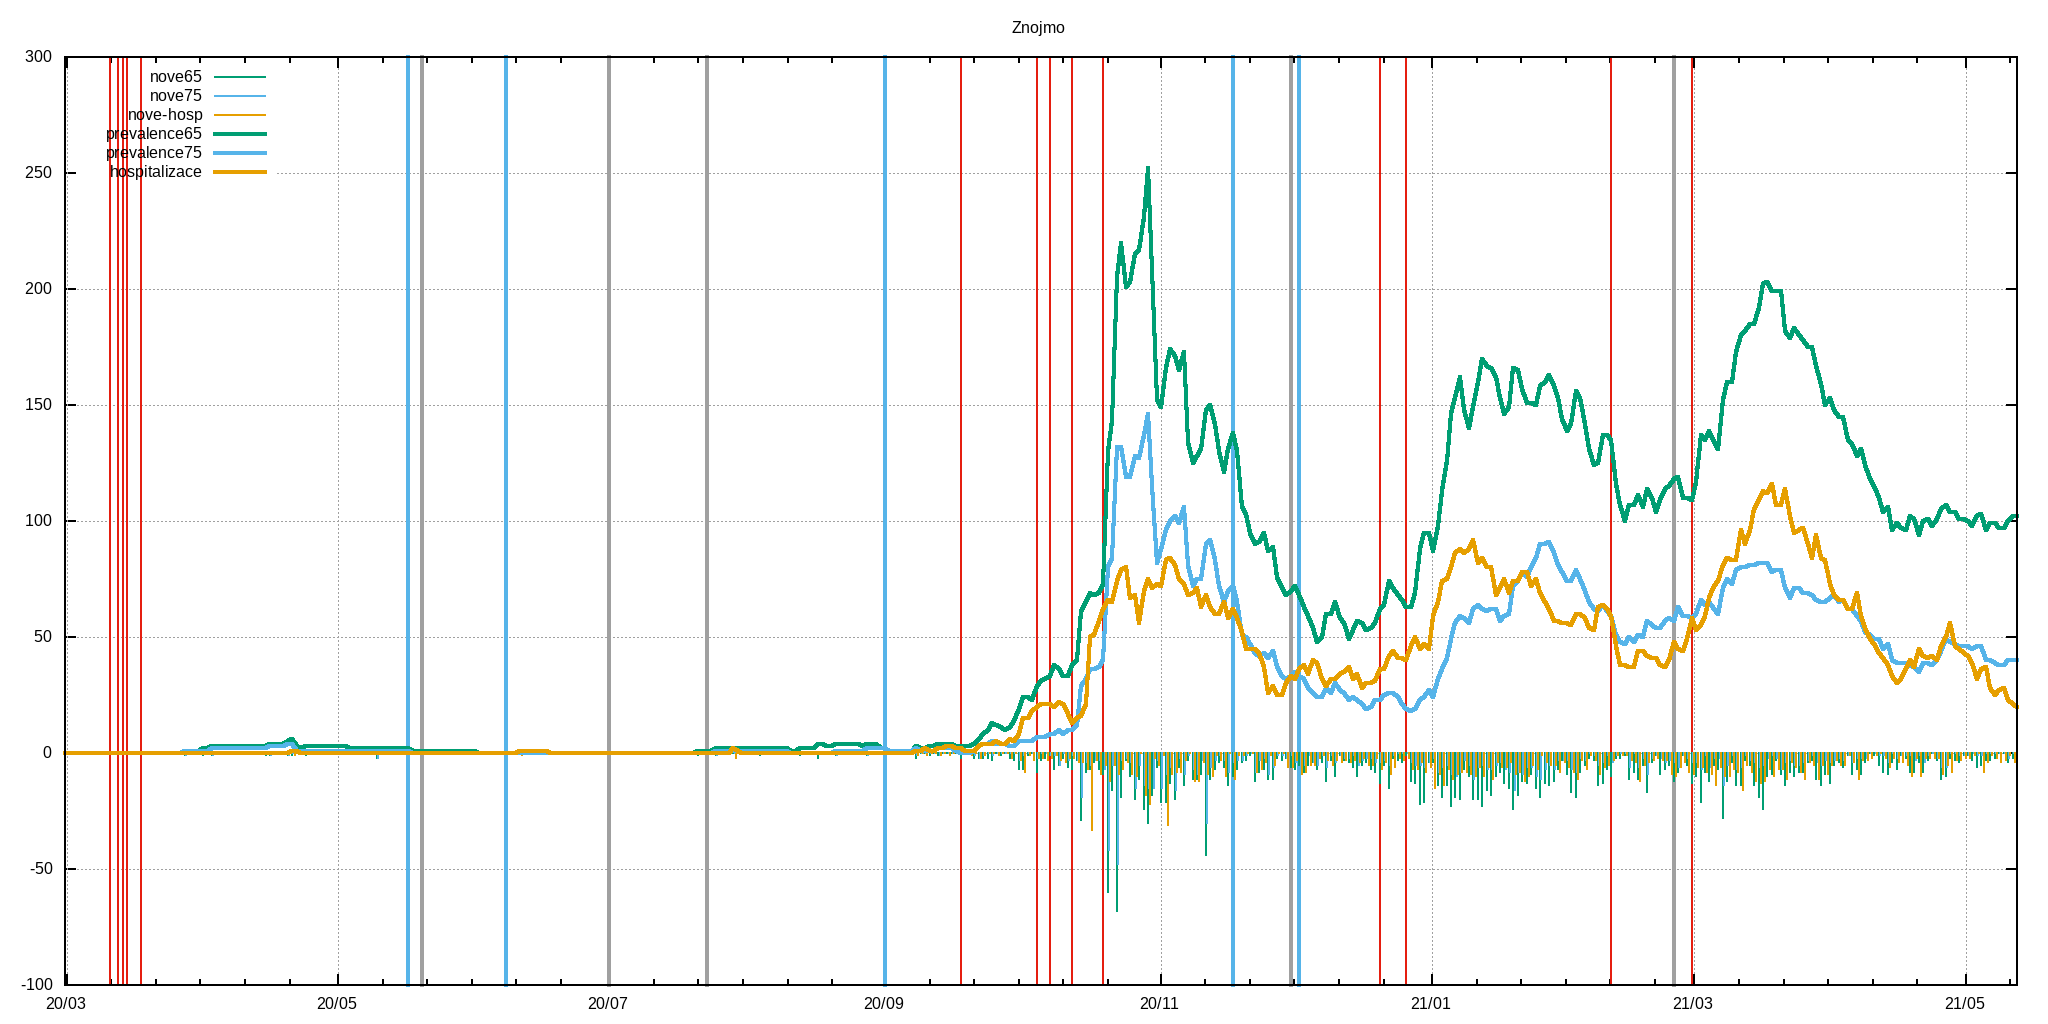 Znojmo
300
250
200
150
100
50
0
-50
-100
nove65
nove75
nove-hosp
prevalence65
prevalence75
hospitalizace
20/03 20/05 20/07 20/09 20/11 21/01 21/03 21/05